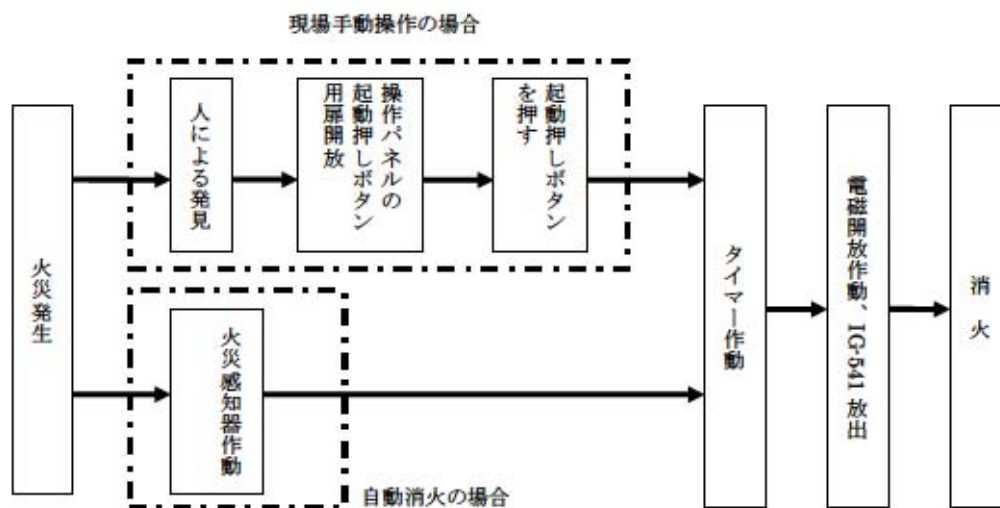 現場手動操作の場合
火災発生
人による発見
操作パネルの
起動押しボタン
用扉開放
起動押しボタン
を押す
火災感知器作動
自動消火の場合
タイマー作動
電磁開放作動、IG-541 放出
消 火